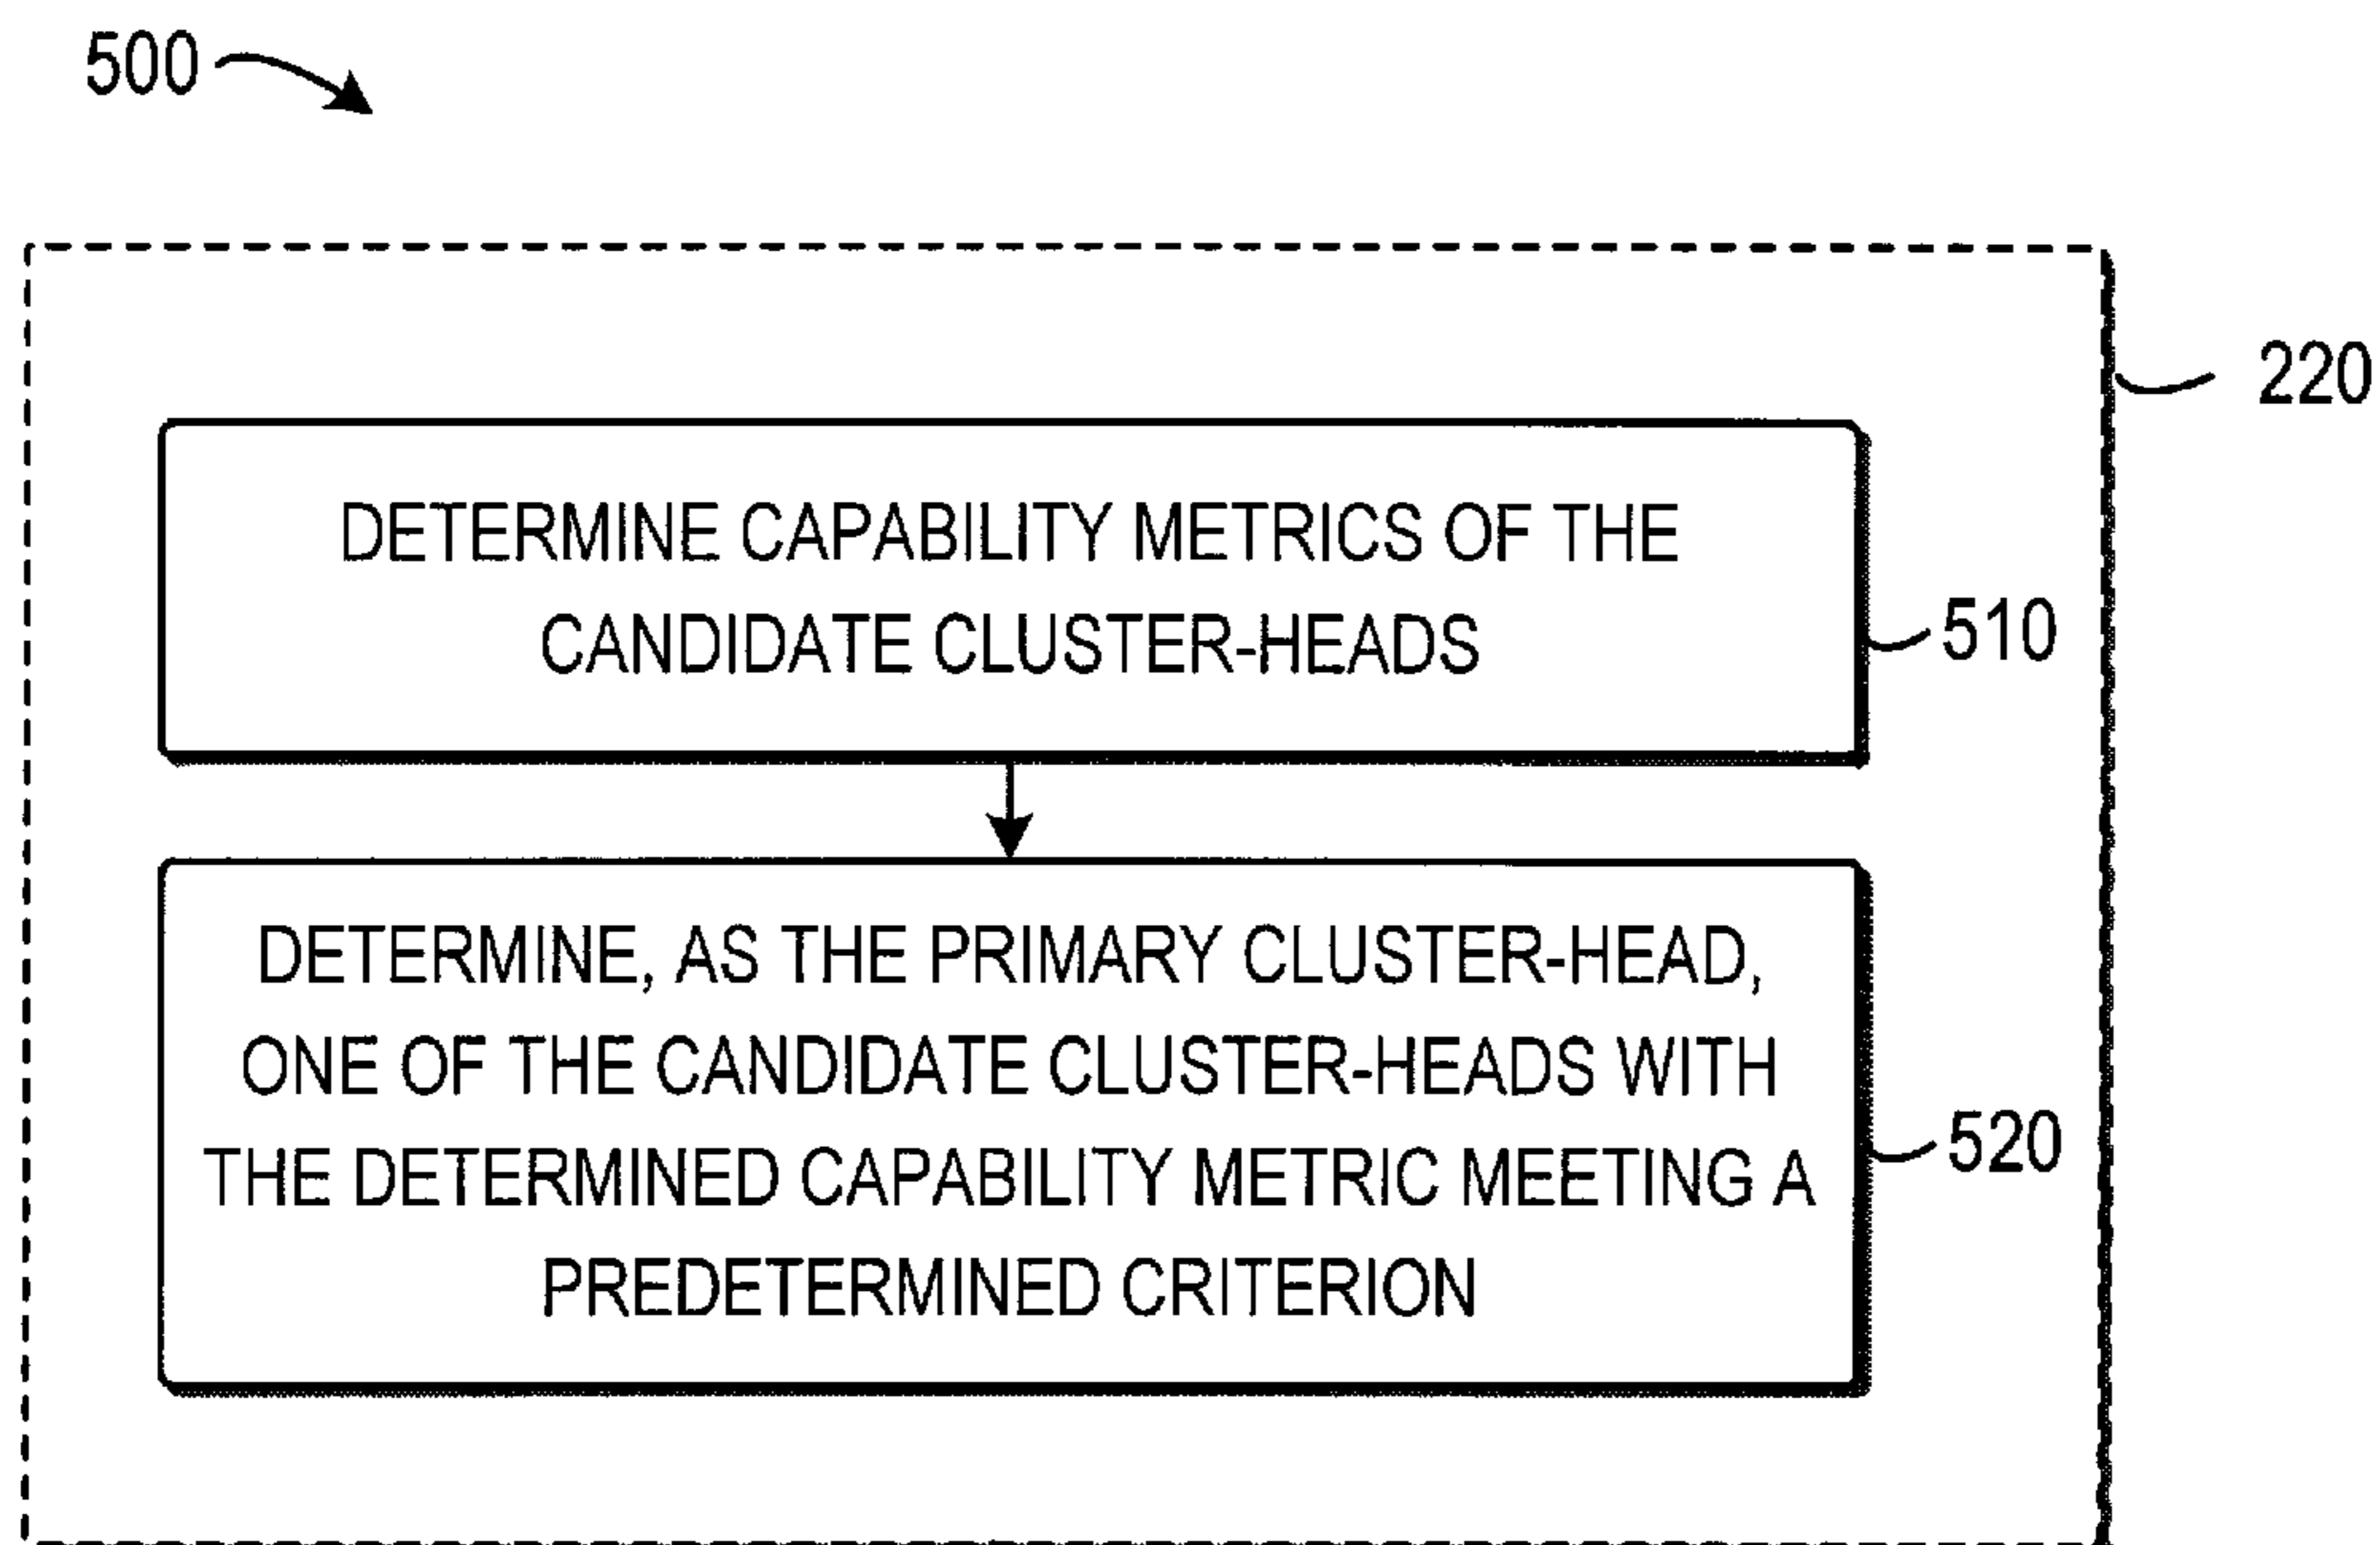 500
220
DETERMINE CAPABILITY METRICS OF THE
CANDIDATE CLUSTER-HEADS
510
DETERMINE, AS THE PRIMARY CLUSTER-HEAD,
ONE OF THE CANDIDATE CLUSTER-HEADS WITH
THE DETERMINED CAPABILITY METRIC MEETING A
PREDETERMINED CRITERION
520